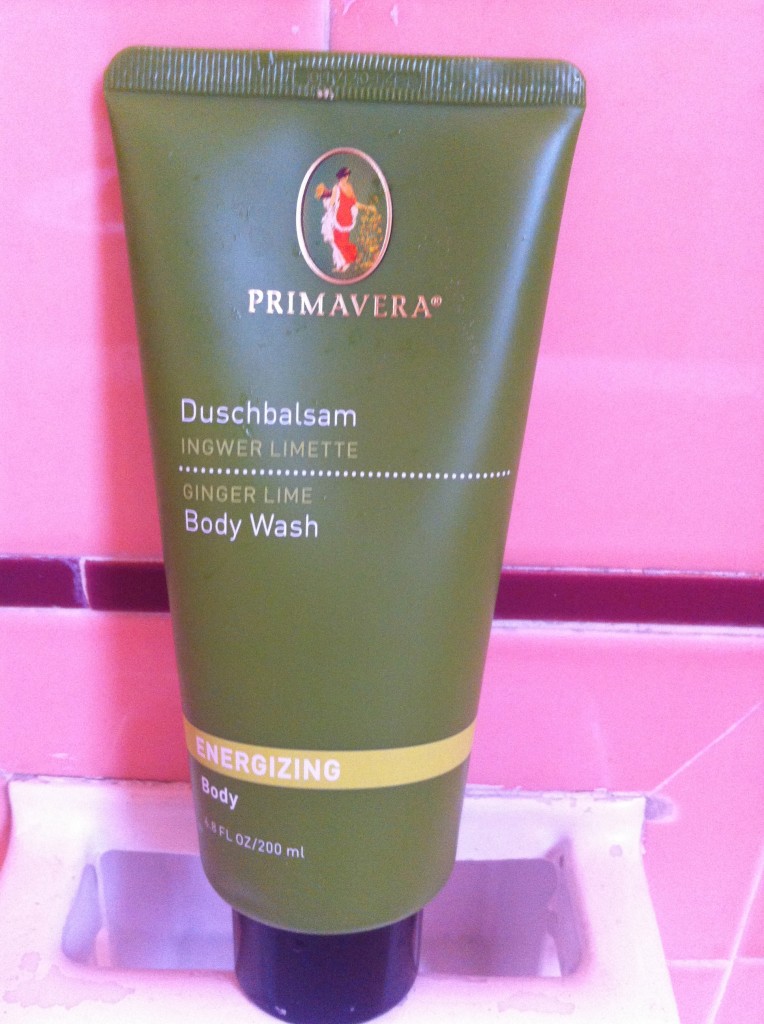 PRIMAVERA®
Duschbalsam
INGWER LIMETTE
GINGER LIME
Body Wash
ENERGIZING
Body
6.8 FL OZ/200 ml